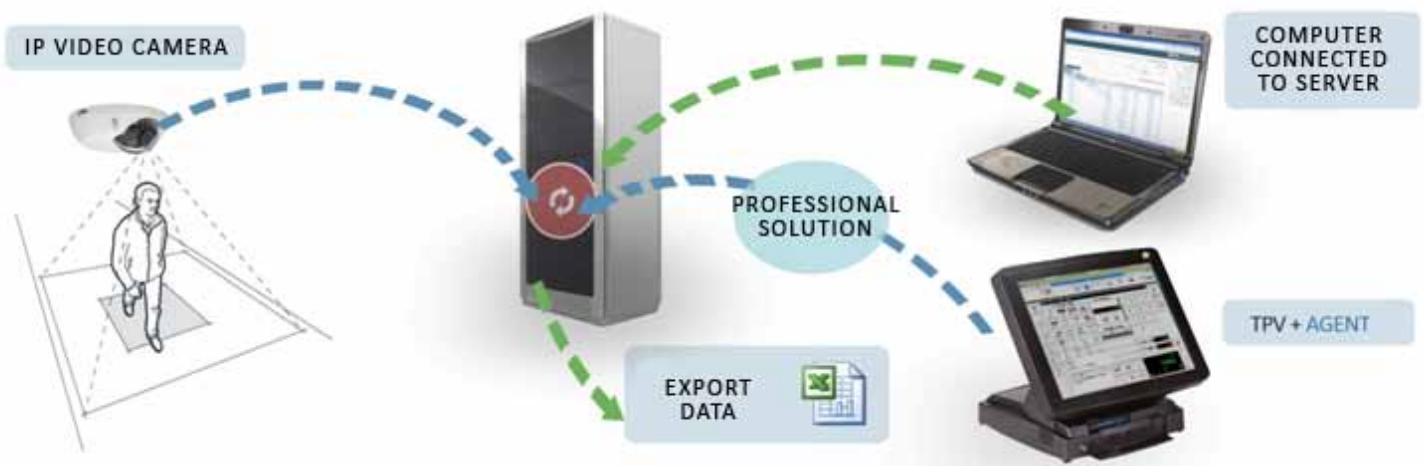 IP VIDEO CAMERA
COMPUTER
CONNECTED
TO SERVER
PROFESSIONAL
SOLUTION
TPV + AGENT
EXPORT
DATA